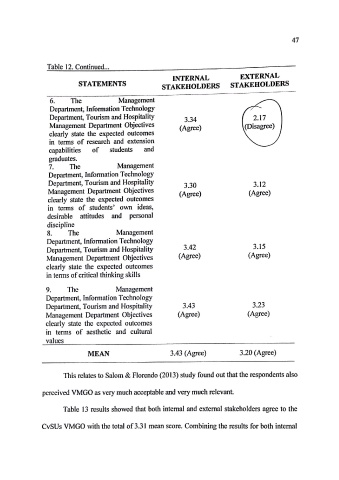 47
Table 12. Continued...
STATEMENTS INTERNAL STAKEHOLDERS EXTERNAL STAKEHOLDERS
6. The Management
Department, Information Technology
Department, Tourism and Hospitality
Management Department Objectives
clearly state the expected outcomes
in terms of research and extension
capabilities of students and
graduates.
3.34
(Agree)
2.17
(Disagree)
7. The Management
Department, Information Technology
Department, Tourism and Hospitality
Management Department Objectives
clearly state the expected outcomes
in terms of students' own ideas,
desirable attitudes and personal
discipline
3.30
(Agree)
3.12
(Agree)
8. The Management
Department, Information Technology
Department, Tourism and Hospitality
Management Department Objectives
clearly state the expected outcomes
in terms of critical thinking skills
3.42
(Agree)
3.15
(Agree)
9. The Management
Department, Information Technology
Department, Tourism and Hospitality
Management Department Objectives
clearly state the expected outcomes
in terms of aesthetic and cultural
values
3.43
(Agree)
3.23
(Agree)
MEAN 3.43 (Agree) 3.20 (Agree)
This relates to Salom & Florendo (2013) study found out that the respondents also
perceived VMGO as very much acceptable and very much relevant.
Table 13 results showed that both internal and external stakeholders agree to the
CvSUs VMGO with the total of 3.31 mean score. Combining the results for both internal